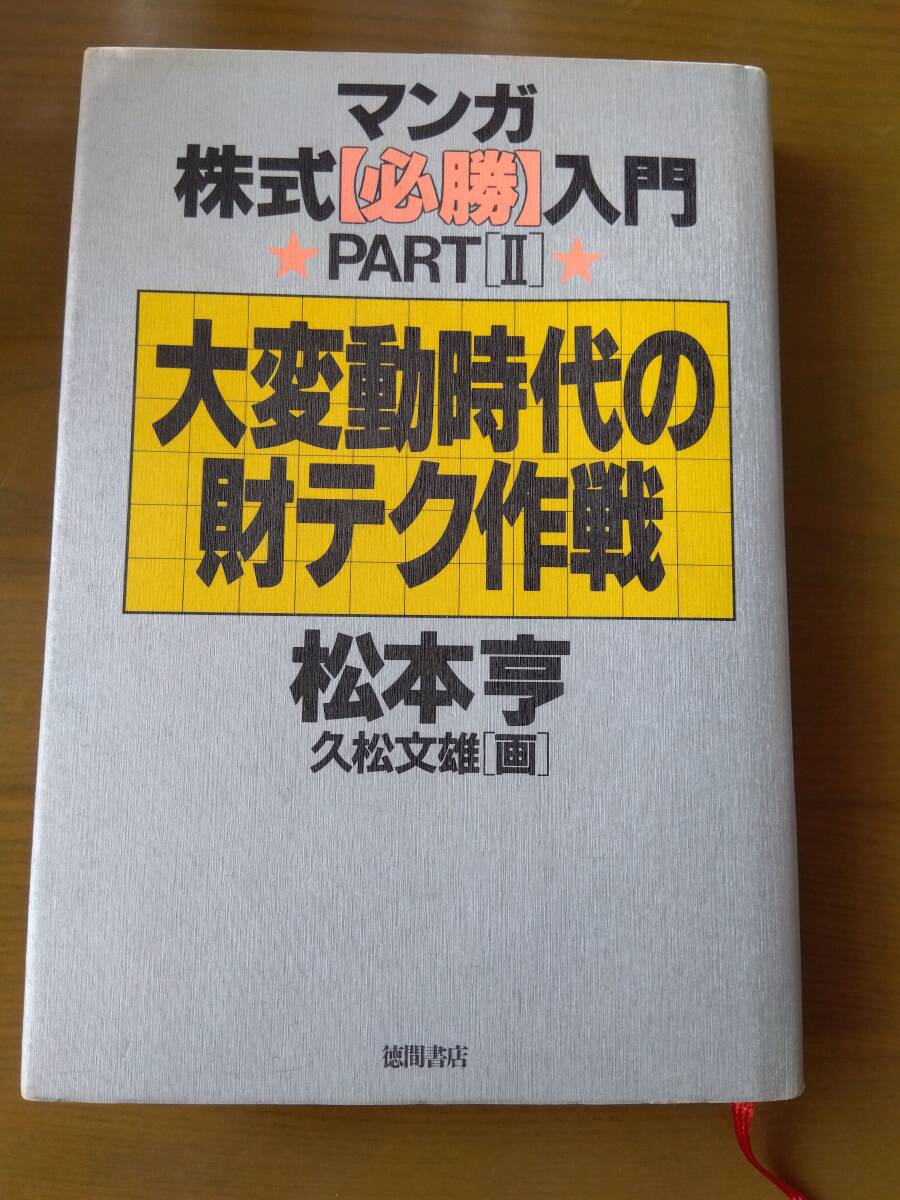 マンガ
株式【必勝】入門
★PART[Ⅱ]★
大変動時代の
財テク作戦
松本亨
久松文雄[画]
徳間書店